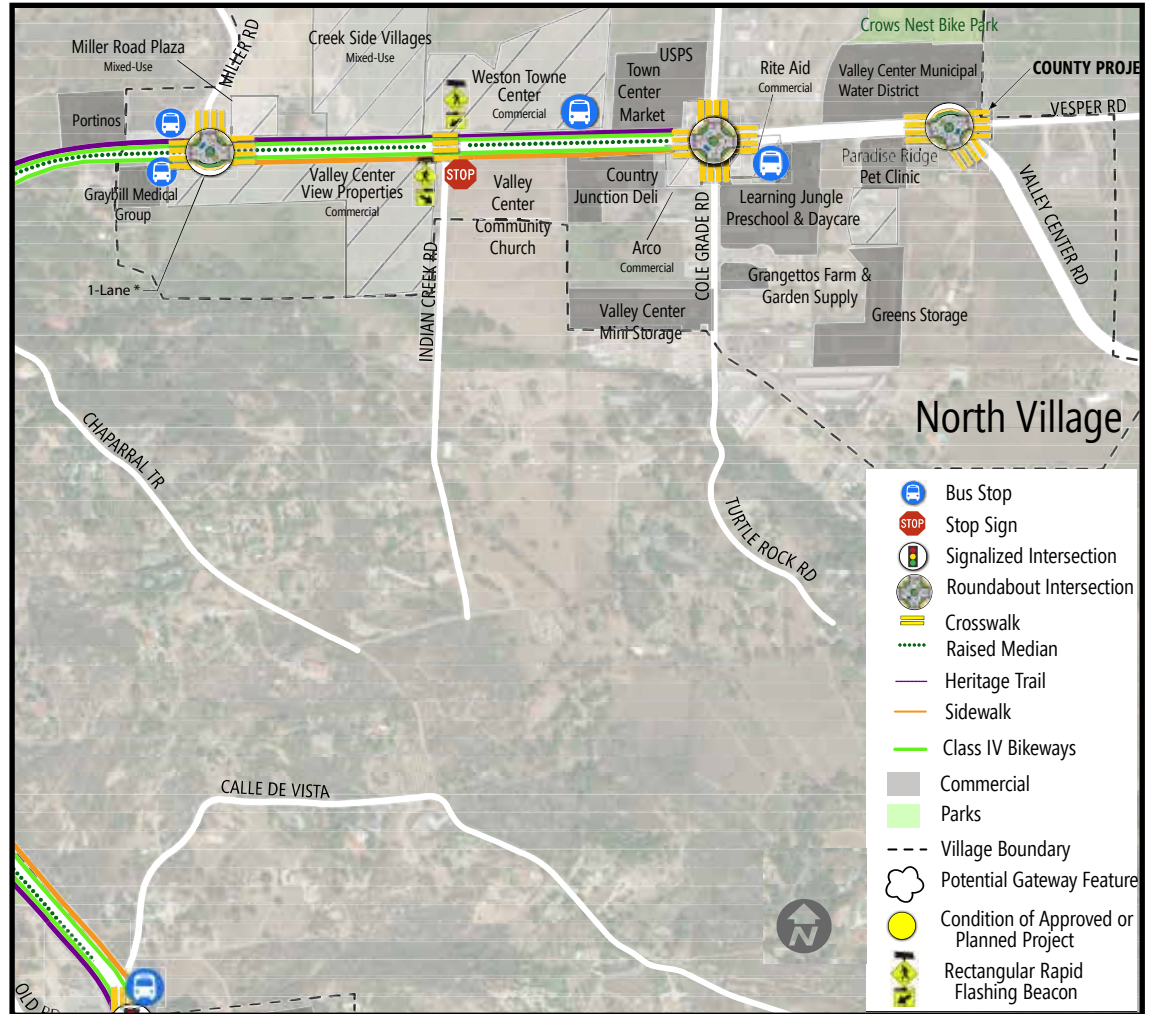 Crows Nest Bike Park
Miller Road Plaza
Mixed-Use
MILLER RD
Creek Side Villages
Mixed-Use
USPS
Town
Center
Market
Rite Aid
Commercial
Valley Center Municipal
Water District
COUNTY PROJE
VESPER RD
Weston Towne
Center
Commercial
Portinos
Graybill Medical
Group
Valley Center
View Properties
Commercial
STOP
Valley
Center
Community
Church
Country
Junction Deli
Arco
Commercial
COLE GRADE RD
Paradise Ridge
Pet Clinic
Learning Jungle
Preschool & Daycare
VALLEY CENTER RD
1-Lane *
INDIAN CREEK RD
Grangettos Farm &
Garden Supply
Valley Center
Mini Storage
Greens Storage
North Village
CHAPARRAL TR
TURTLE ROCK RD
CALLE DE VISTA
N
Bus Stop
STOP
Stop Sign
Signalized Intersection
Roundabout Intersection
Crosswalk
Raised Median
Heritage Trail
Sidewalk
Class IV Bikeways
Commercial
Parks
Village Boundary
Potential Gateway Feature
Condition of Approved or
Planned Project
Rectangular Rapid
Flashing Beacon